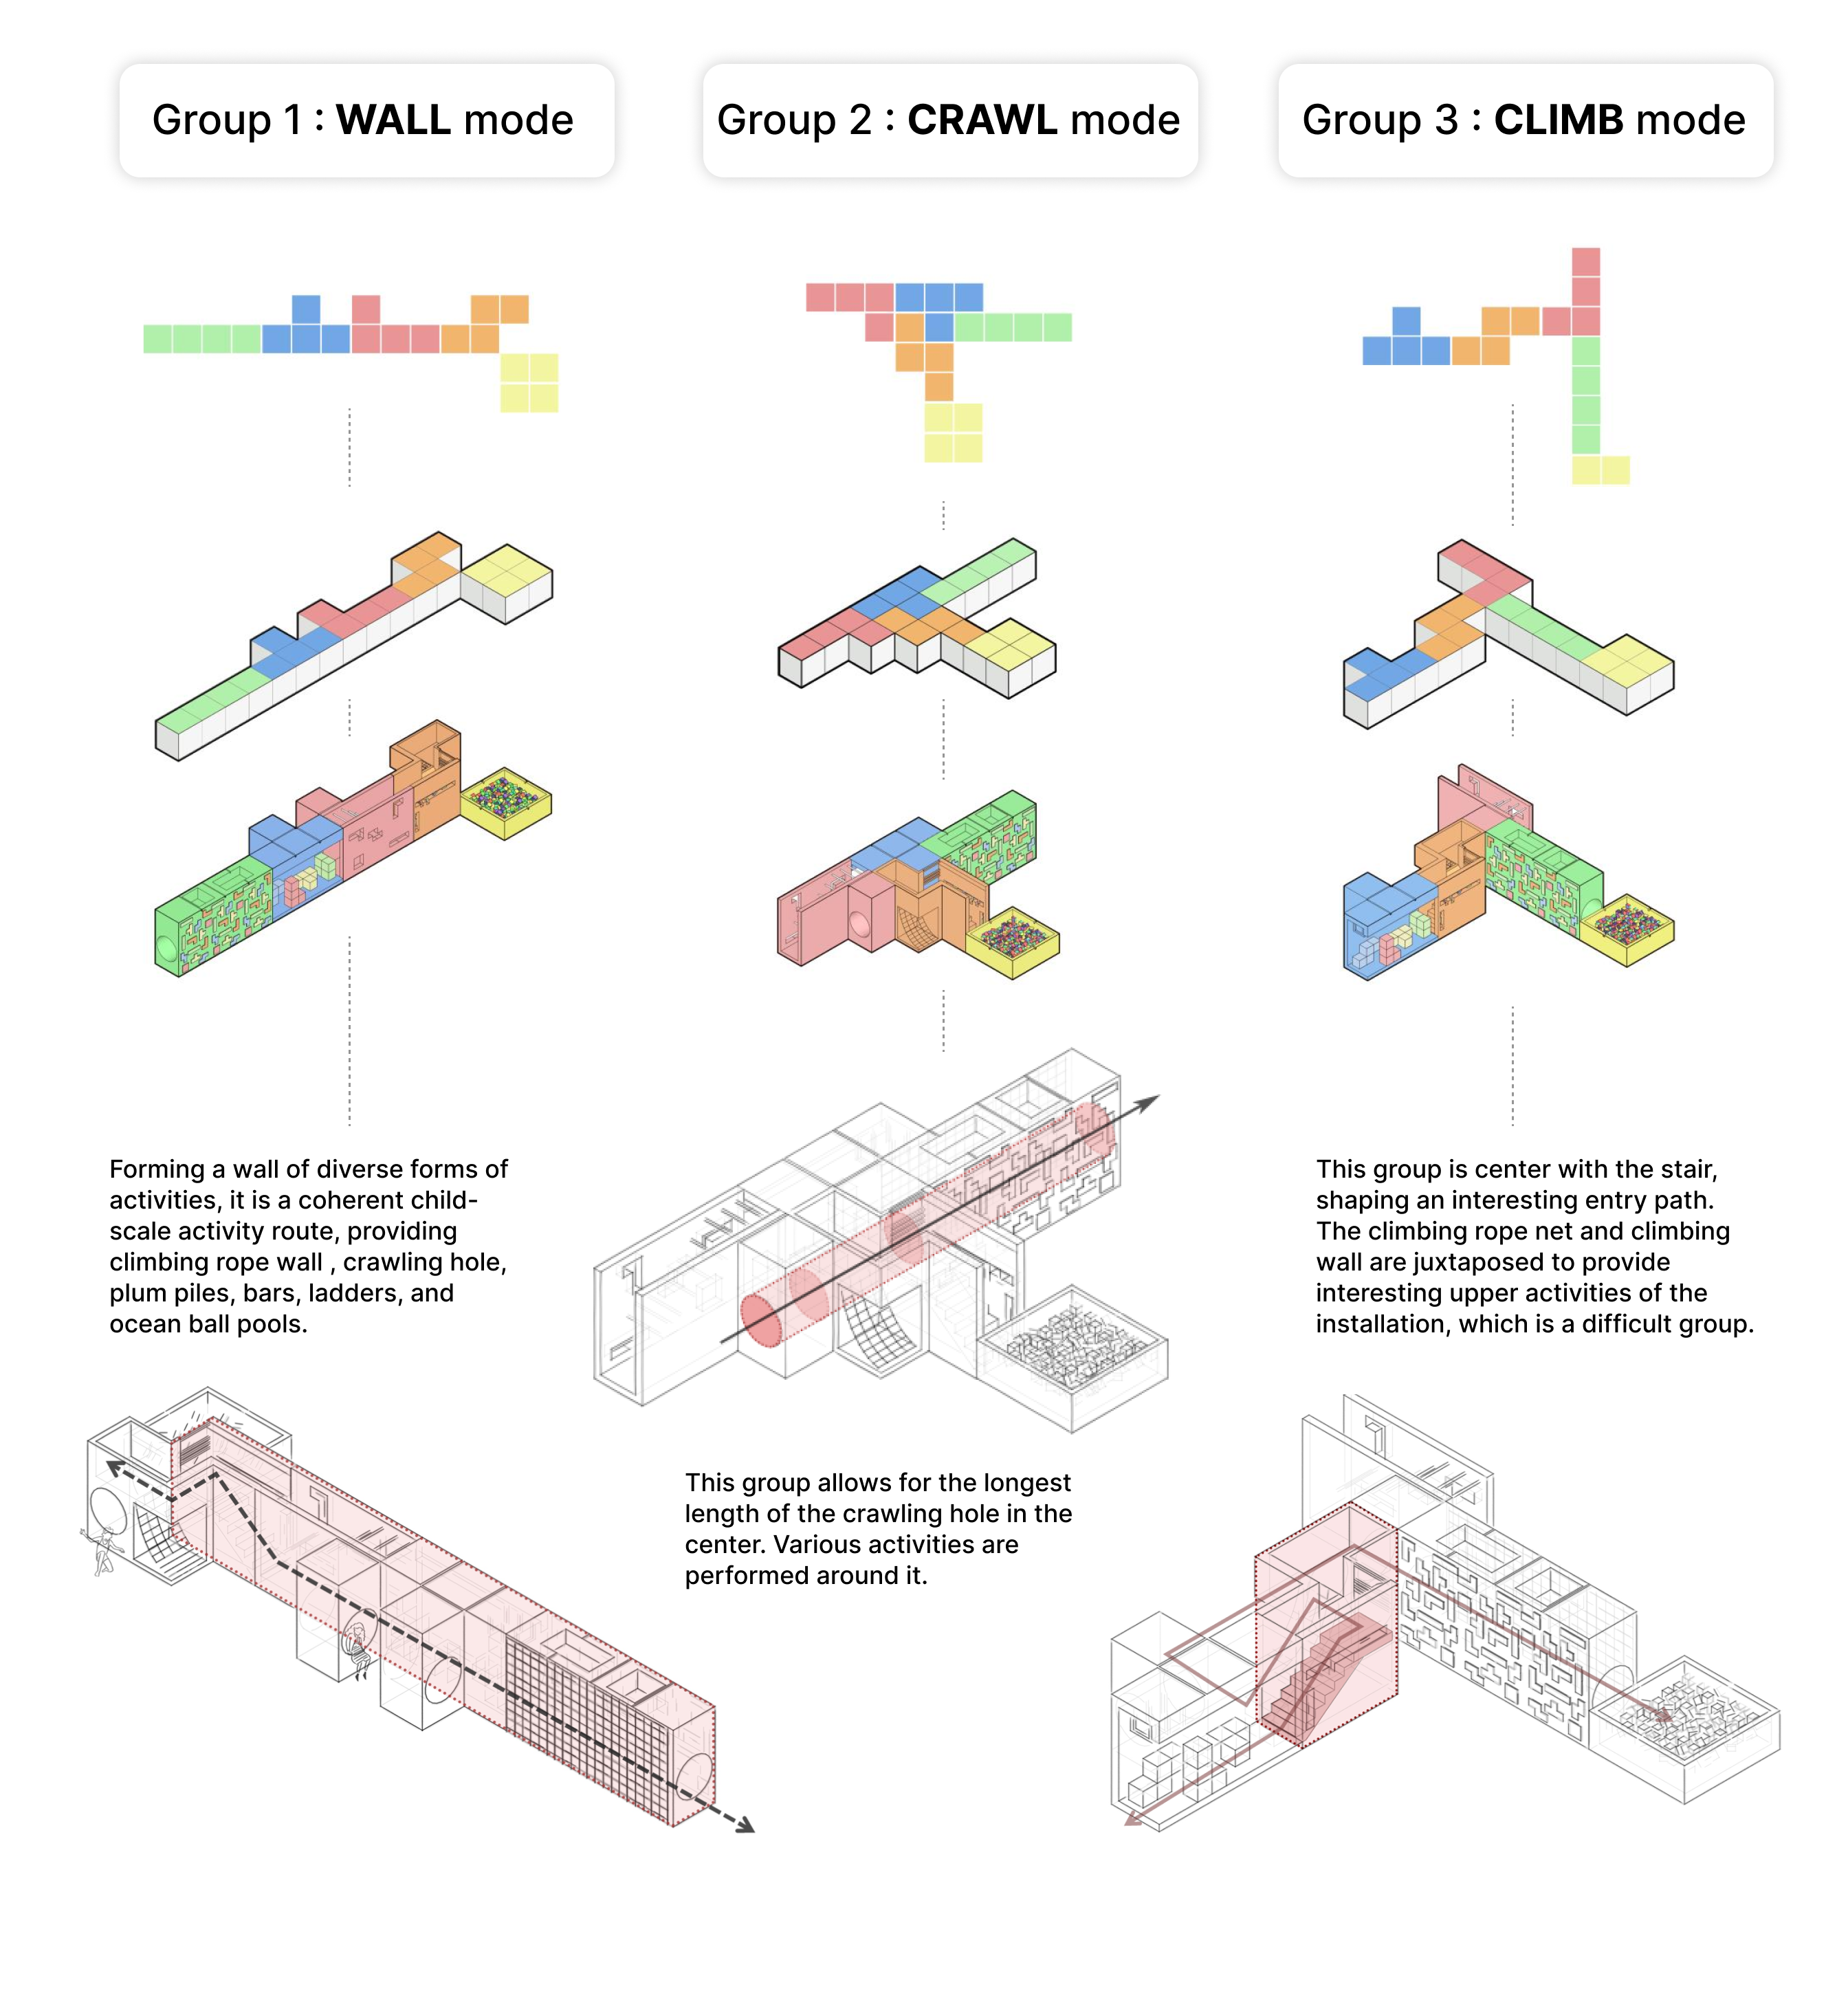 Group 1 : WALL mode
Group 2 : CRAWL mode
Group 3 : CLIMB mode
Forming a wall of diverse forms of
activities, it is a coherent child-
scale activity route, providing
climbing rope wall , crawling hole,
plum piles, bars, ladders, and
ocean ball pools.
This group allows for the longest
length of the crawling hole in the
center. Various activities are
performed around it.
This group is center with the stair,
shaping an interesting entry path.
The climbing rope net and climbing
wall are juxtaposed to provide
interesting upper activities of the
installation, which is a difficult group.